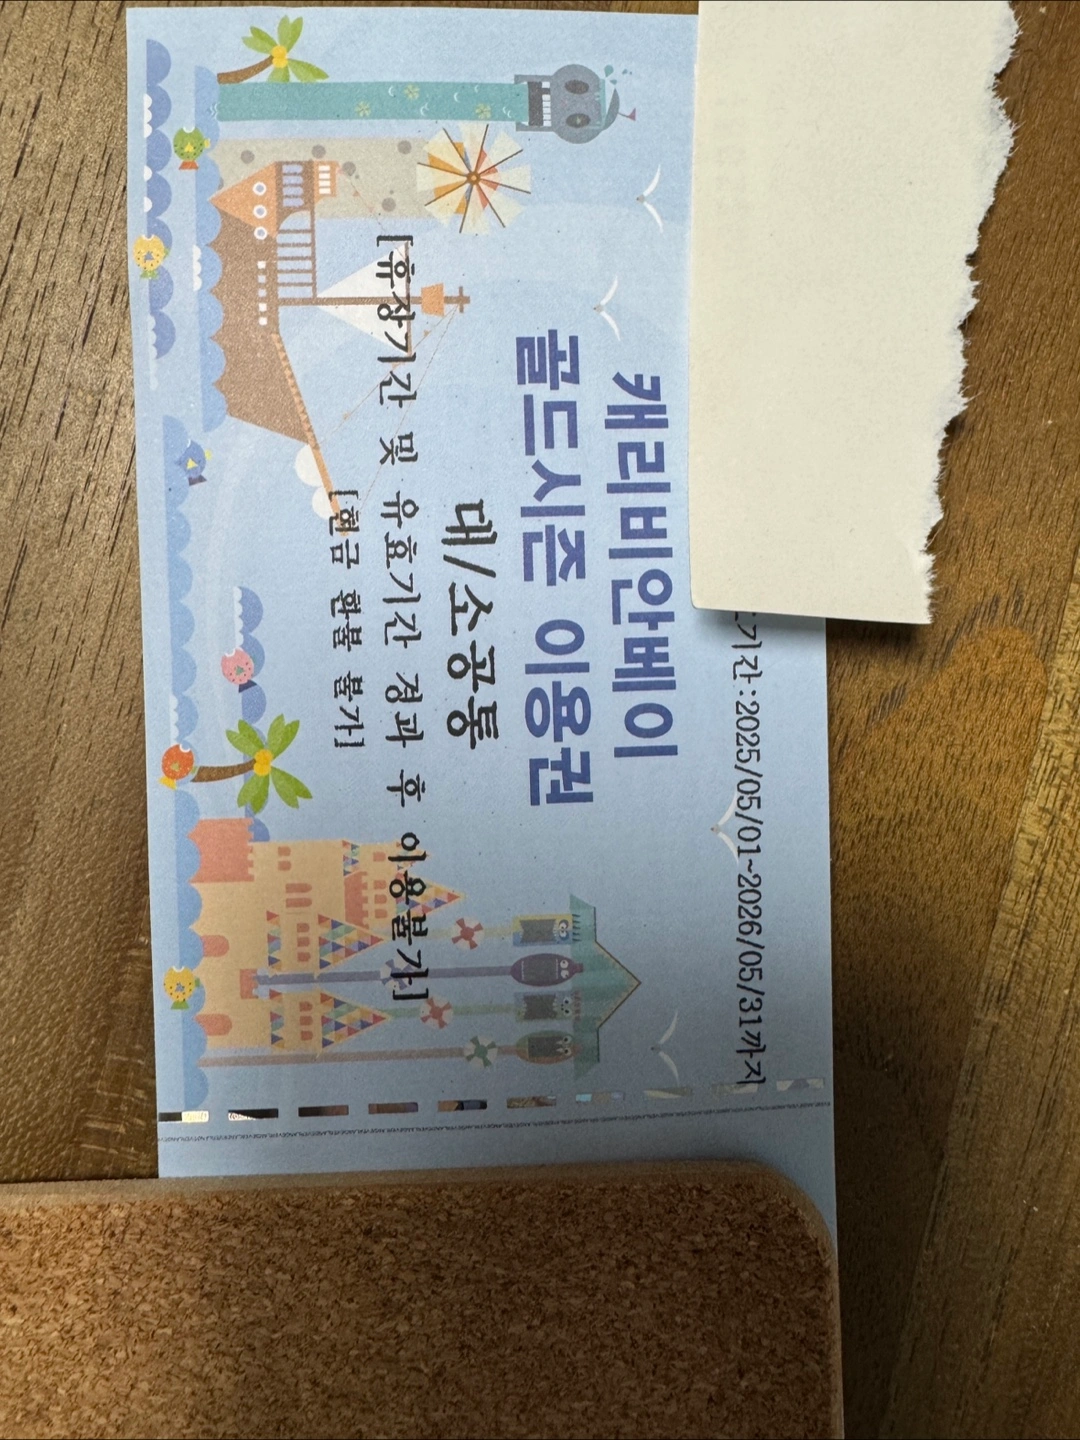 기간:2025/05/01~2026/05/31까지
캐리비안베이
골드시즌 이용권
대/소공통
[휴장기간 및 유효기간 경과 후 이용불가]
[현금 환불 불가]